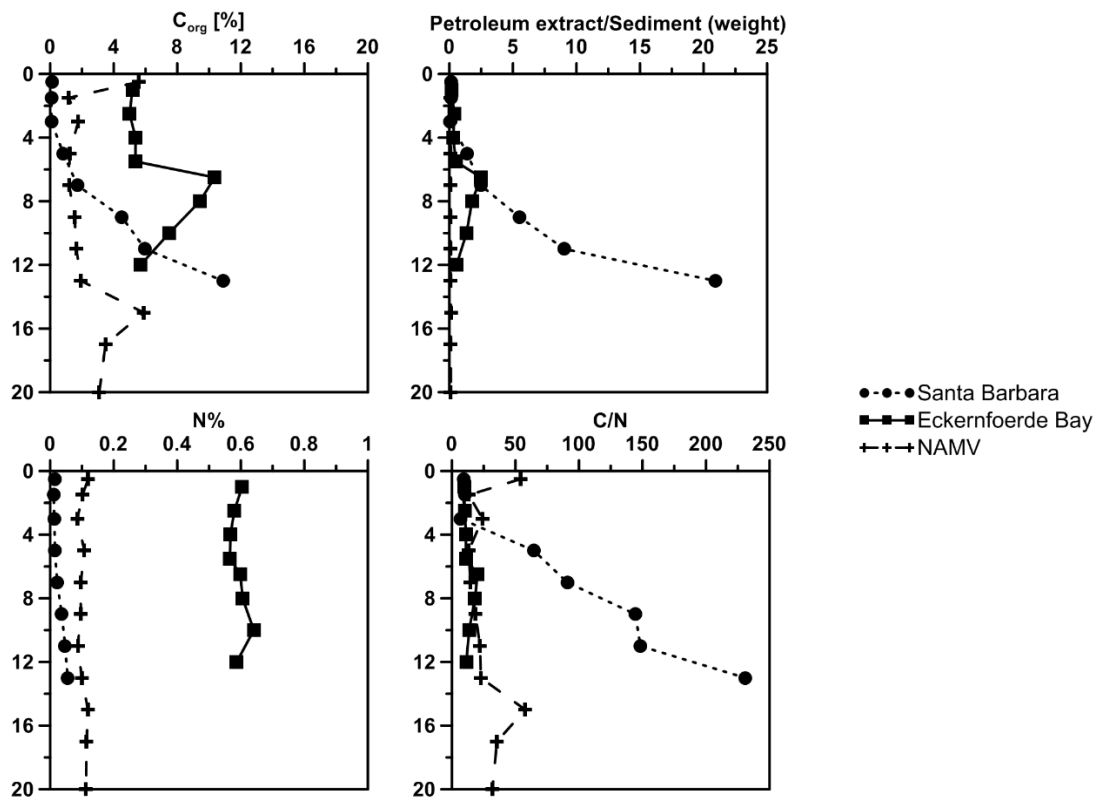 C_org [%]
0 4 8 12 16 20
0
4
8
12
16
20
Petroleum extract/Sediment (weight)
0 5 10 15 20 25
0
4
8
12
16
20
N%
0 0.2 0.4 0.6 0.8 1
0
4
8
12
16
20
C/N
0 50 100 150 200 250
0
4
8
12
16
20
Santa Barbara
Eckernfoerde Bay
NAMV